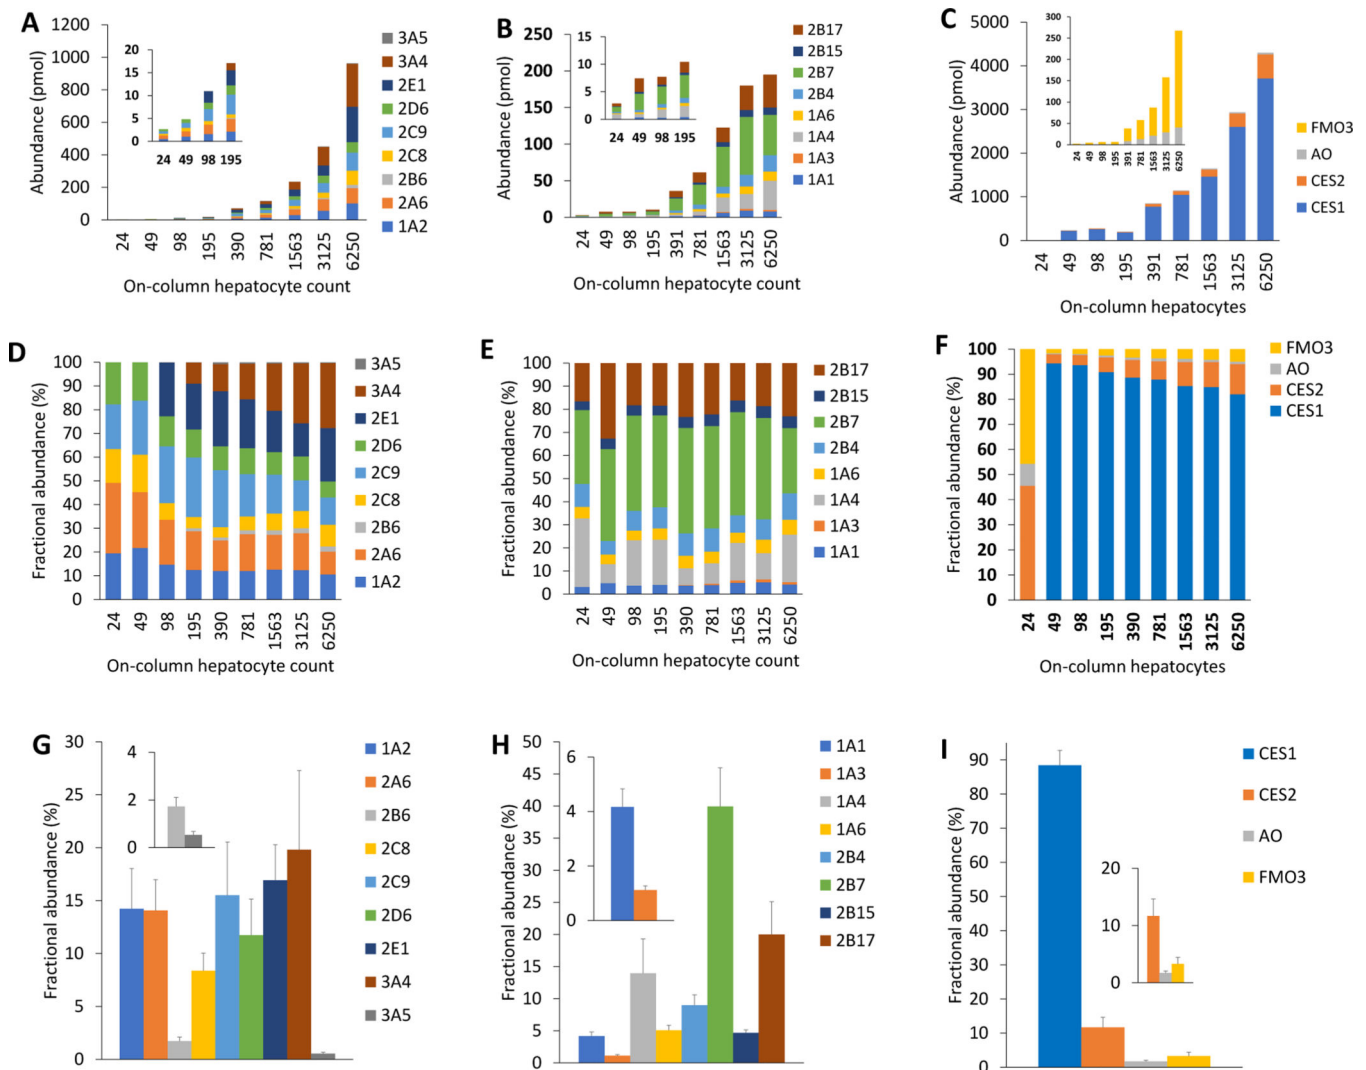 A
Abundance (pmol)
1200
1000
800
600
400
200
0
20
15
10
5
0
24 49 98 195
24 49 98 195 390 781 1563 3125 6250
On-column hepatocyte count
3A5
3A4
2E1
2D6
2C9
2C8
2B6
2A6
1A2
B
Abundance (pmol)
250
200
150
100
50
0
15
10
5
0
24 49 98 195
24 49 98 195 391 781 1563 3125 6250
On-column hepatocyte count
2B17
2B15
2B7
2B4
1A6
1A4
1A3
1A1
C
Abundance (pmol)
5000
4000
3000
2000
1000
0
300
250
200
150
100
50
0
24 49 98 195 391 781 1563 3125 6250
24 49 98 195 391 781 1563 3125 6250
On-column hepatocytes
FMO3
AO
CES2
CES1
D
Fractional abundance (%)
100
90
80
70
60
50
40
30
20
10
0
24 49 98 195 390 781 1563 3125 6250
On-column hepatocyte count
3A5
3A4
2E1
2D6
2C9
2C8
2B6
2A6
1A2
E
Fractional abundance (%)
100
90
80
70
60
50
40
30
20
10
0
24 49 98 195 390 781 1563 3125 6250
On-column hepatocyte count
2B17
2B15
2B7
2B4
1A6
1A4
1A3
1A1
F
Fractional abundance (%)
100
90
80
70
60
50
40
30
20
10
0
24 49 98 195 390 781 1563 3125 6250
On-column hepatocytes
FMO3
AO
CES2
CES1
G
Fractional abundance (%)
30
25
20
15
10
5
0
4
2
0
1A2
2A6
2B6
2C8
2C9
2D6
2E1
3A4
3A5
H
Fractional abundance (%)
50
45
40
35
30
25
20
15
10
5
0
6
4
2
0
1A1
1A3
1A4
1A6
2B4
2B7
2B15
2B17
I
Fractional abundance (%)
90
80
70
60
50
40
30
20
10
0
20
10
0
CES1
CES2
AO
FMO3